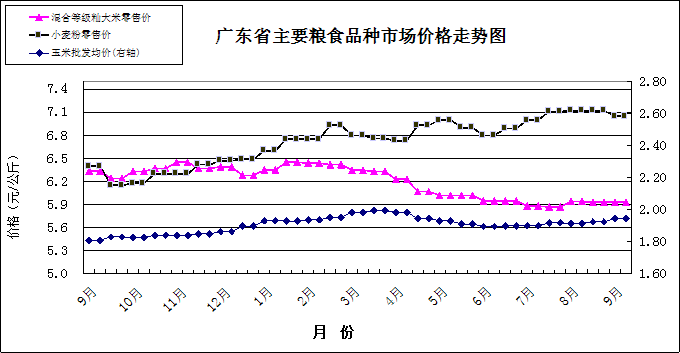 混合等级籼大米零售价
小麦粉零售价
玉米批发均价(右轴)
广东省主要粮食品种市场价格走势图
价格（元/公斤）
7.4
7.1
6.8
6.5
6.2
5.9
5.6
5.3
5.0
2.80
2.60
2.40
2.20
2.00
1.80
1.60
9月 10月 11月 12月 1月 2月 3月 4月 5月 6月 7月 8月 9月
月 份